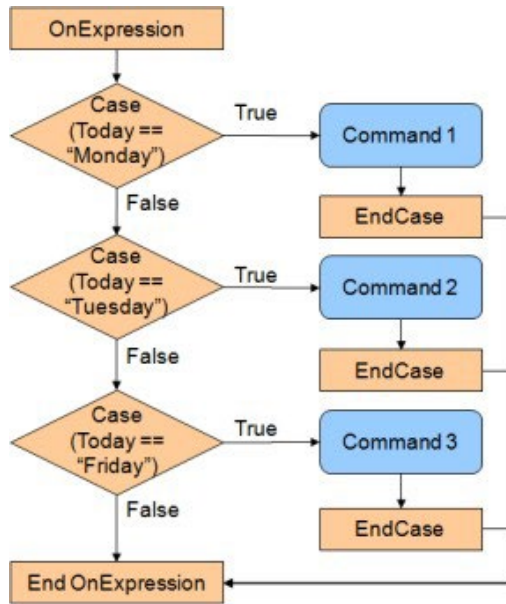 OnExpression
Case
(Today ==
“Monday”)
True
Command 1
False
EndCase
Case
(Today ==
“Tuesday”)
True
Command 2
False
EndCase
Case
(Today ==
“Friday”)
True
Command 3
False
EndCase
End OnExpression